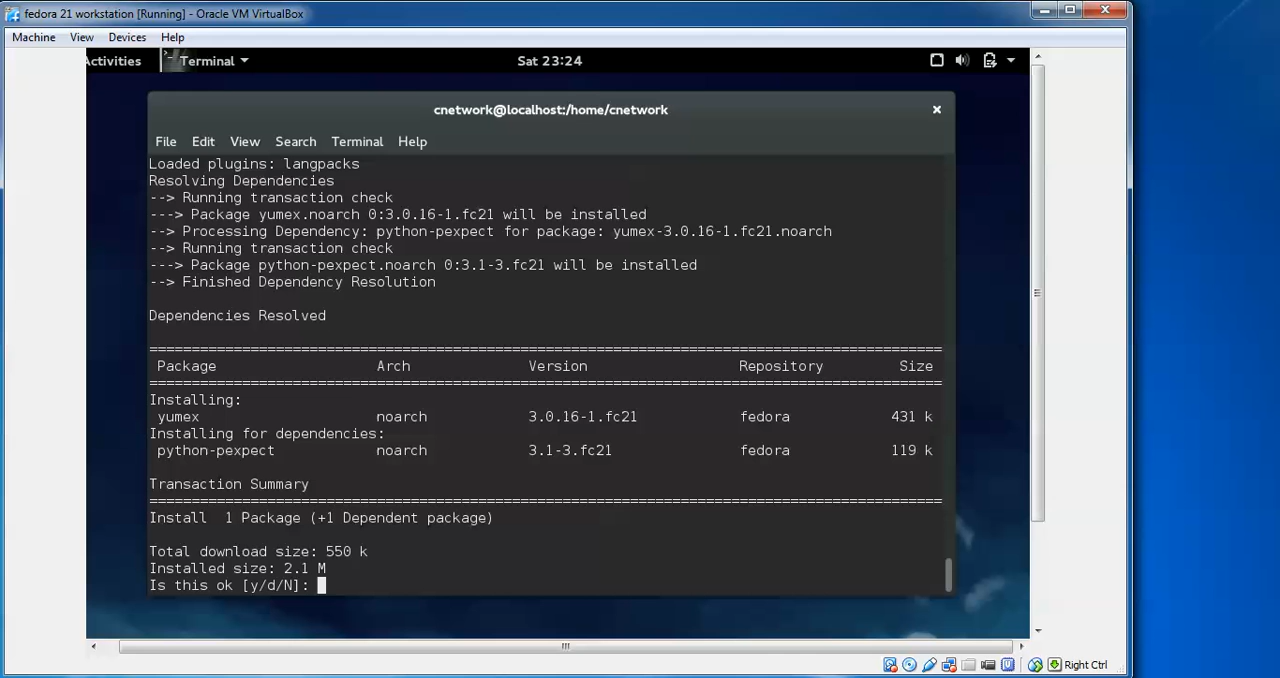 fedora 21 workstation [Running] - Oracle VM VirtualBox
Machine View Devices Help
Activities Terminal Sat 23:24
cnetwork@localhost:/home/cnetwork
File Edit View Search Terminal Help
Loaded plugins: langpacks
Resolving Dependencies
--> Running transaction check
---> Package yumex.noarch 0:3.0.16-1.fc21 will be installed
--> Processing Dependency: python-pexpect for package: yumex-3.0.16-1.fc21.noarch
--> Running transaction check
---> Package python-pexpect.noarch 0:3.1-3.fc21 will be installed
--> Finished Dependency Resolution
Dependencies Resolved
================================================================================
Package Arch Version Repository Size
================================================================================
Installing:
yumex noarch 3.0.16-1.fc21 fedora 431 k
Installing for dependencies:
python-pexpect noarch 3.1-3.fc21 fedora 119 k
Transaction Summary
================================================================================
Install 1 Package (+1 Dependent package)
Total download size: 550 k
Installed size: 2.1 M
Is this ok [y/d/N]:
Right Ctrl